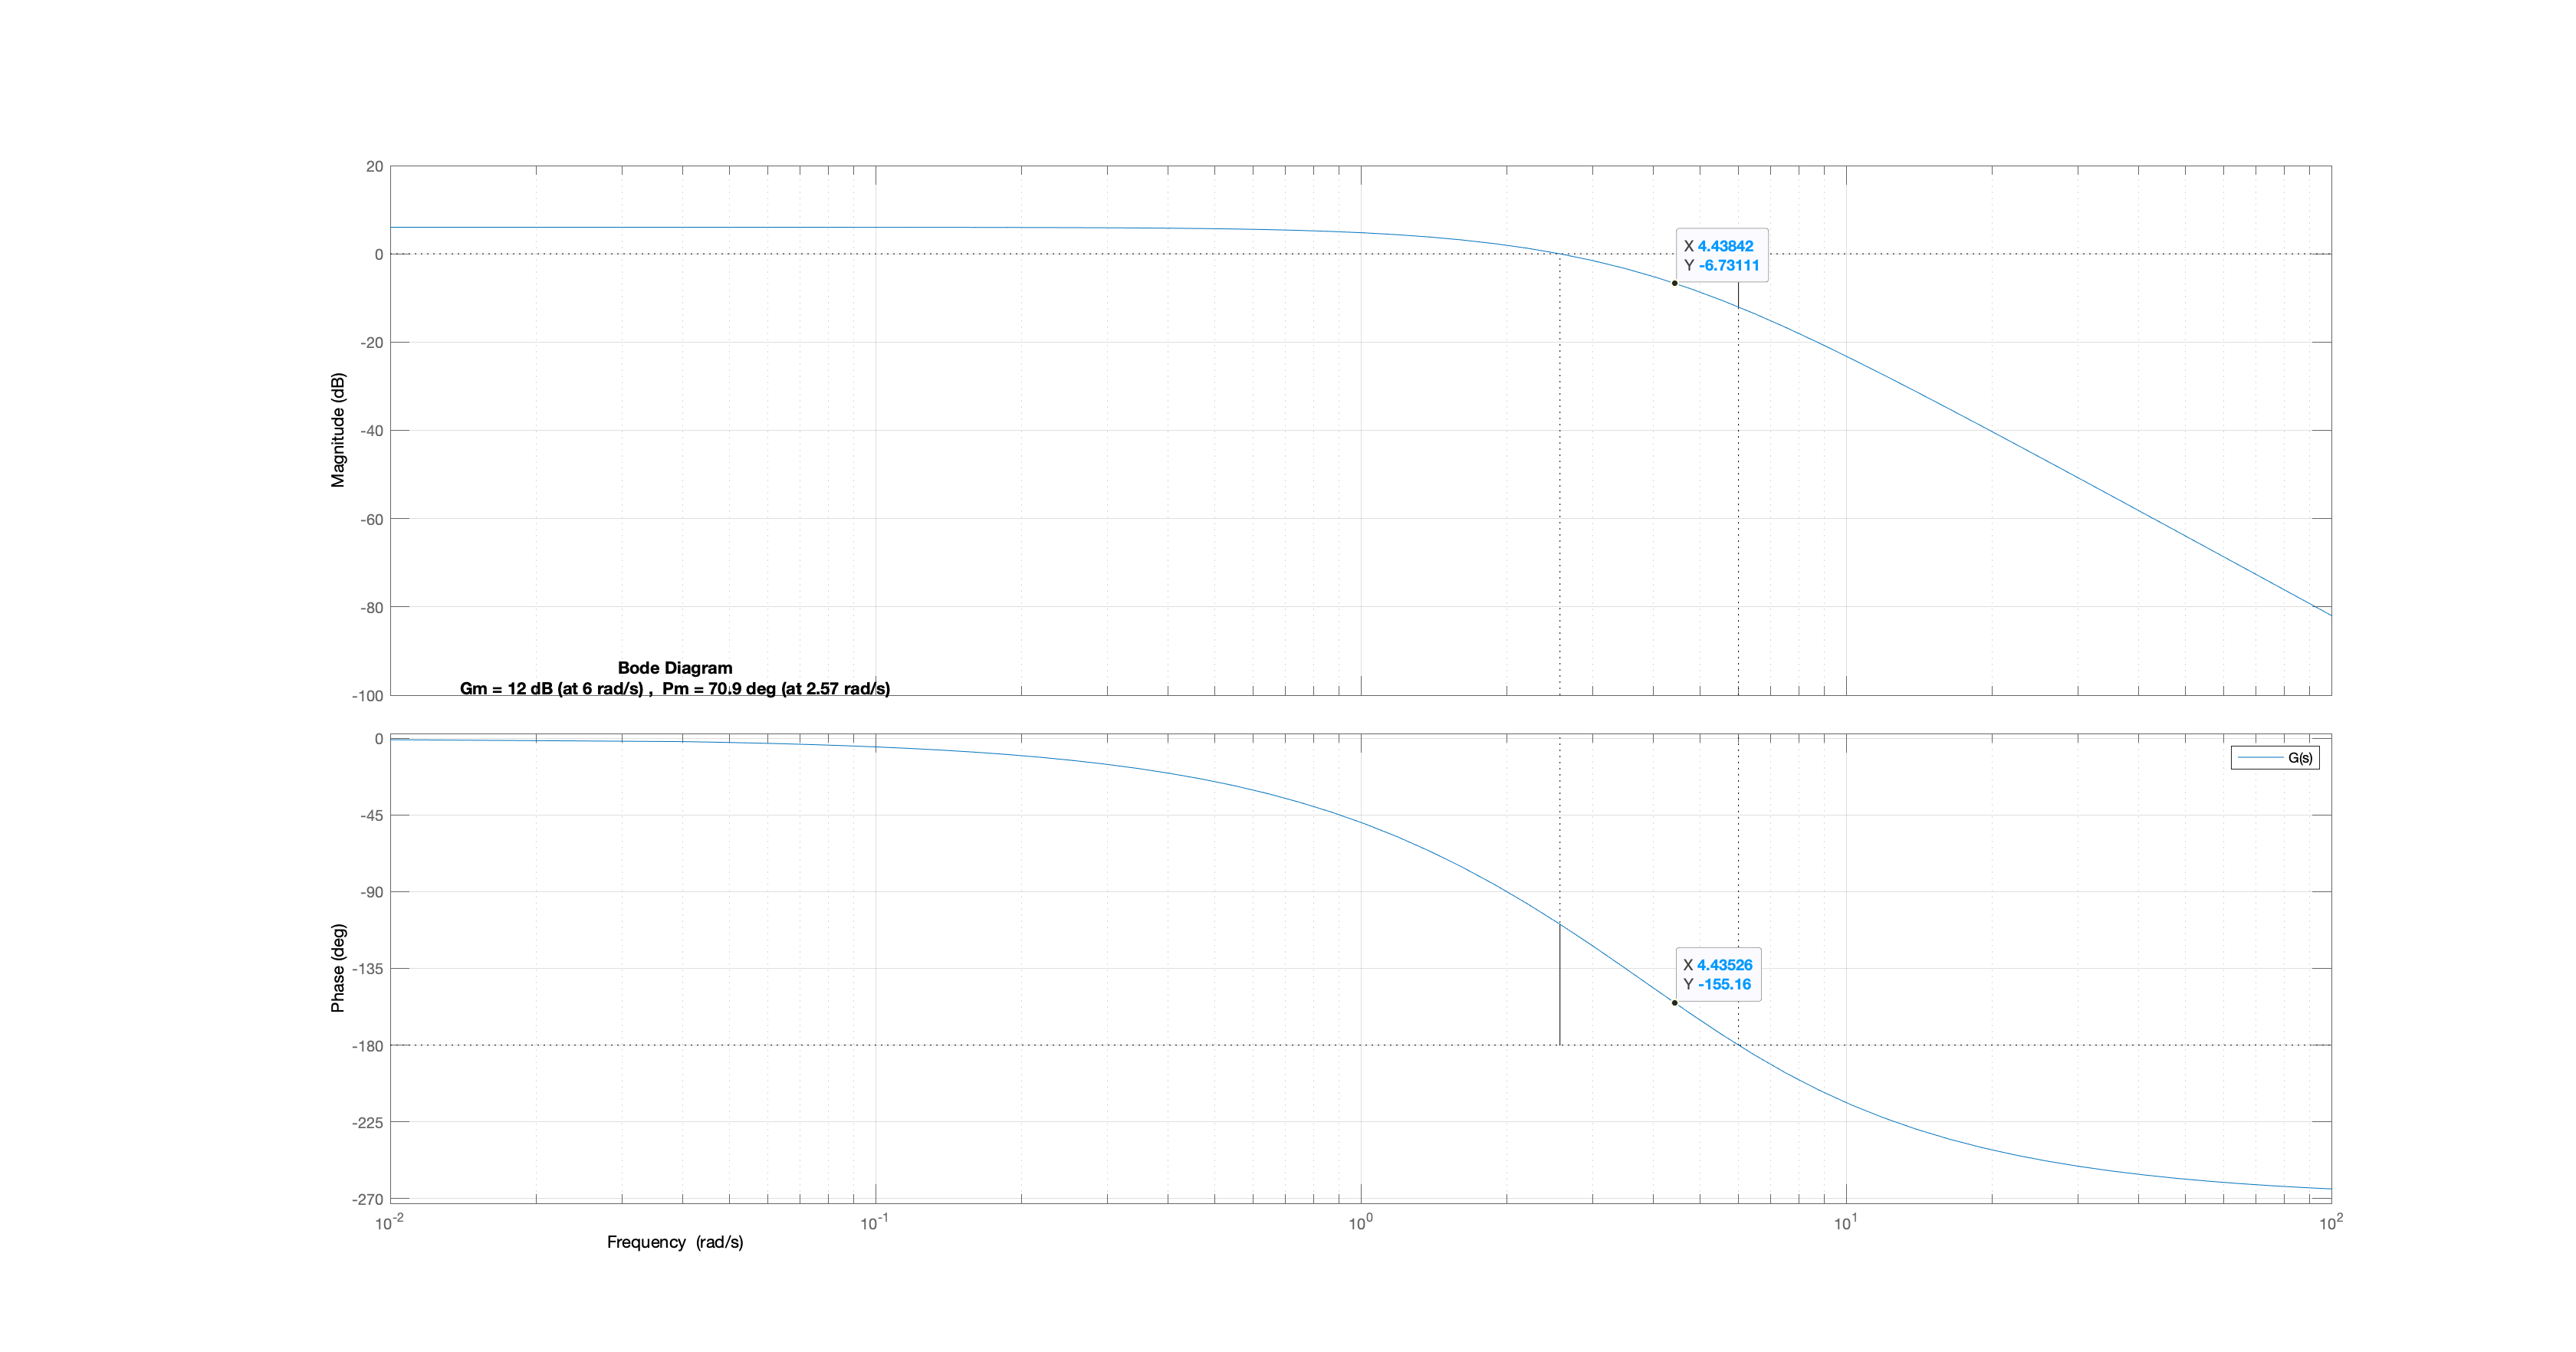 20
0
-20
-40
-60
-80
-100
Magnitude (dB)
X 4.43842
Y -6.73111
Bode Diagram
Gm = 12 dB (at 6 rad/s) , Pm = 70.9 deg (at 2.57 rad/s)
0
-45
-90
-135
-180
-225
-270
Phase (deg)
G(s)
X 4.43526
Y -155.16
10^-2 10^-1 10^0 10^1 10^2
Frequency (rad/s)